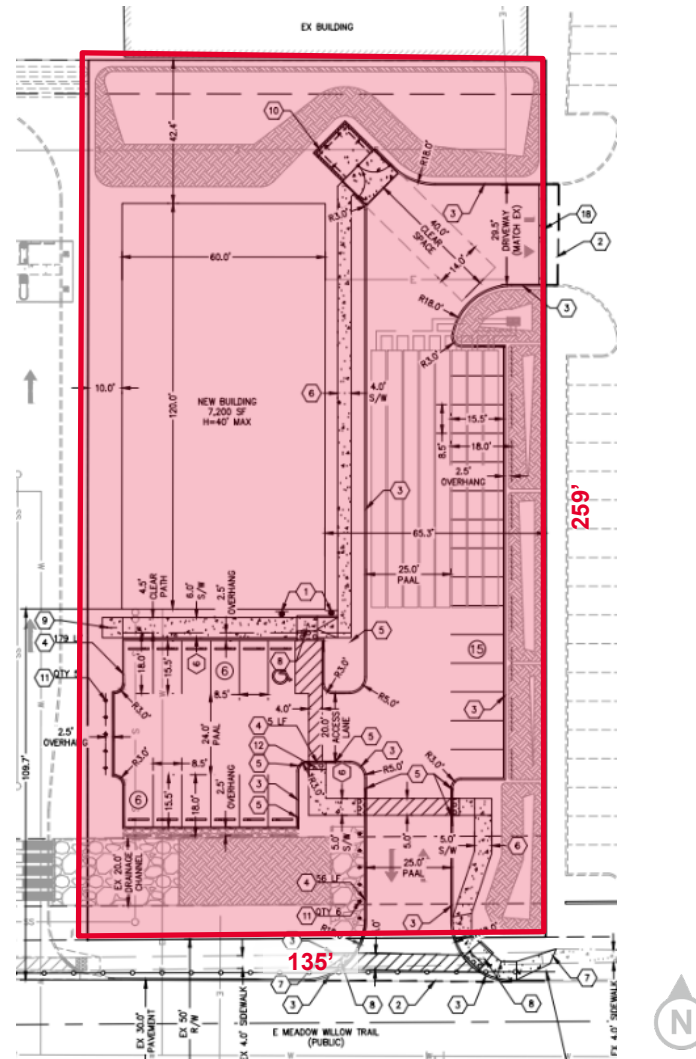 EX BUILDING
10
42.4'
R18.0'
3
R3.0'
40.0'
CLEAR
SPACE
14.0'
29.5'
DRIVEWAY
(MATCH EX)
18
2
60.0'
E
R18.0'
3
R3.0'
10.0'
120.0'
NEW BUILDING
7,200 SF
H=40' MAX
6
4.0'
S/W
15.5'
8.5'
18.0'
2.5'
OVERHANG
3
259'
65.3'
25.0'
PAAL
4.5'
CLEAR
PATH
6.0'
S/W
2.5'
OVERHANG
1
9
4
179 L
11
QTY 5
5
18.0'
15.5'
6
6
8
15
R3.0'
R3.0'
R5.0'
8.5'
4.0'
20.0'
ACCESS
LANE
3
2.5'
OVERHANG
24.0'
PAAL
4
5 LF
5
12
3
109.7'
R3.0'
8.5'
5
R5.0'
5
R3.0'
3
6
15.5'
18.0'
2.5'
OVERHANG
5
R3.0'
6
5.0'
S/W
5.0'
5.0'
S/W
6
EX 20.0'
DRAINAGE
CHANNEL
25.0'
PAAL
4
56 LF
11
QTY 6
3
SS
135'
3
7
3
8
2
3
8
7
EX 30.0'
PAVEMENT
EX 50'
R/W
EX 4.0' SIDEWALK
E MEADOW WILLOW TRAIL
(PUBLIC)
EX 4.0' SIDEWALK
N